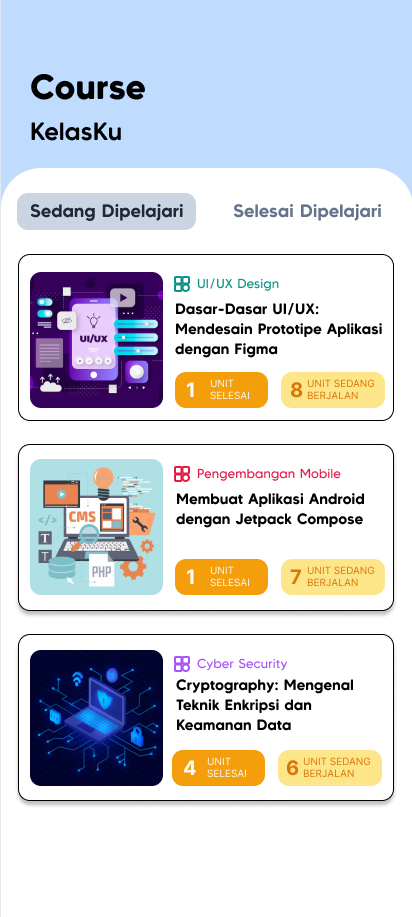 Course
KelasKu
Sedang Dipelajari
Selesai Dipelajari
UI/UX Design
Dasar-Dasar UI/UX:
Mendesain Prototipe Aplikasi
dengan Figma
UI/UX
1 UNIT
SELESAI
8 UNIT SEDANG
BERJALAN
Pengembangan Mobile
Membuat Aplikasi Android
dengan Jetpack Compose
CMS
</>
T
T
PHP
1 UNIT
SELESAI
7 UNIT SEDANG
BERJALAN
Cyber Security
Cryptography: Mengenal
Teknik Enkripsi dan
Keamanan Data
4 UNIT
SELESAI
6 UNIT SEDANG
BERJALAN